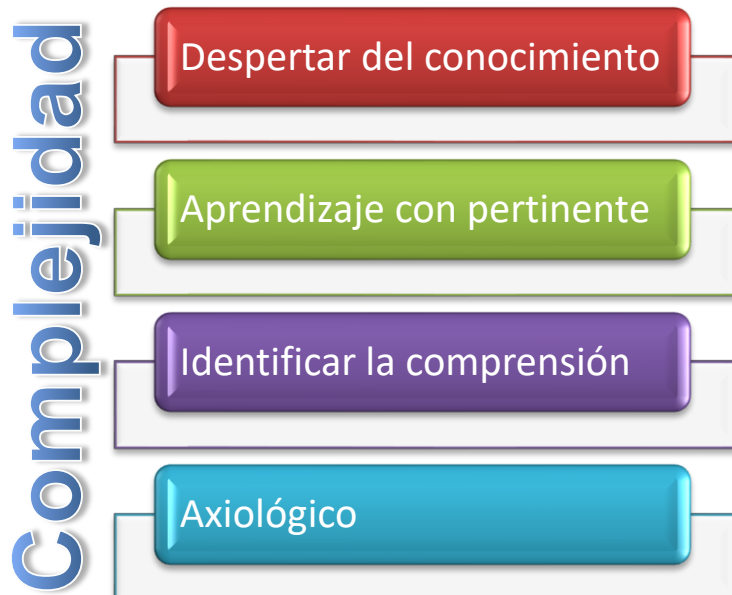 Complejidad
Despertar del conocimiento
Aprendizaje con pertinente
Identificar la comprensión
Axiológico